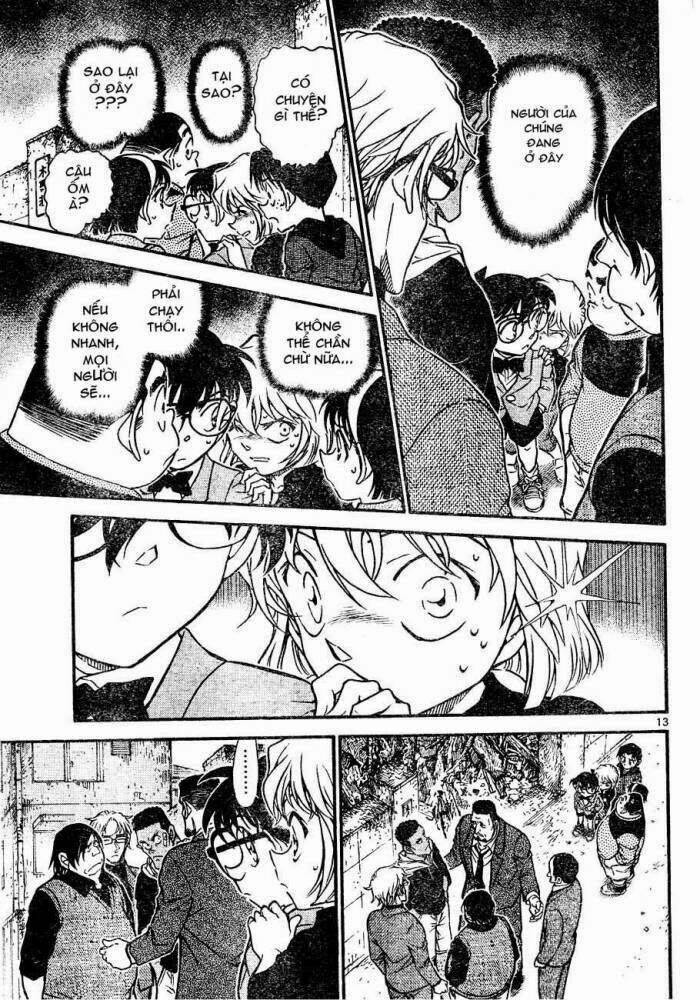 NGƯỜI CỦA
CHÚNG
ĐANG
Ở ĐÂY
CÓ
CHUYỆN
GÌ THẾ?
TẠI
SAO?
SAO LẠI
Ở ĐÂY
???
CẬU
ỐM
À?
KHÔNG
THỂ CHẦN
CHỪ NỮA...
PHẢI
CHẠY
THÔI..
NẾU
KHÔNG
NHANH,
MỌI
NGƯỜI
SẼ...
13
........